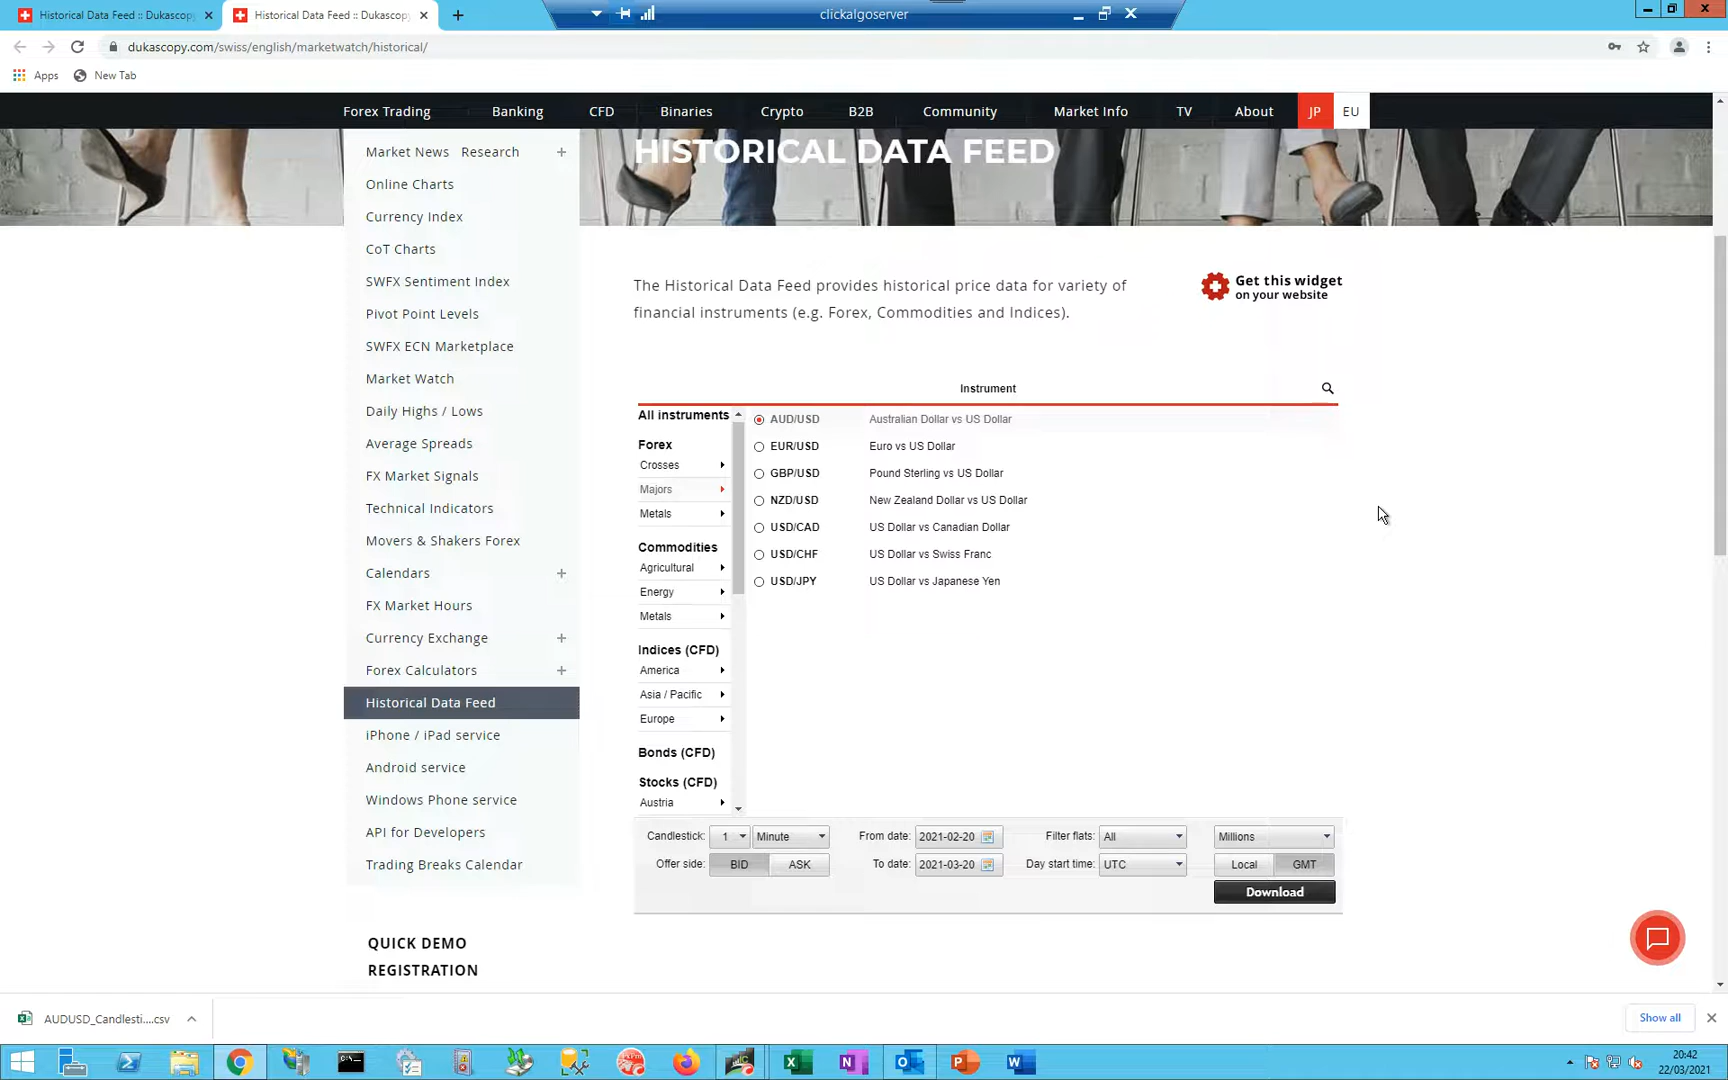 Historical Data Feed :: Dukascopy
Historical Data Feed :: Dukascopy
clickalgoserver
dukascopy.com/swiss/english/marketwatch/historical/
Apps
New Tab
Forex Trading Banking CFD Binaries Crypto B2B Community Market Info TV About JP EU
HISTORICAL DATA FEED
Market News Research
Online Charts
Currency Index
CoT Charts
SWFX Sentiment Index
Pivot Point Levels
SWFX ECN Marketplace
Market Watch
Daily Highs / Lows
Average Spreads
FX Market Signals
Technical Indicators
Movers & Shakers Forex
Calendars
FX Market Hours
Currency Exchange
Forex Calculators
Historical Data Feed
iPhone / iPad service
Android service
Windows Phone service
API for Developers
Trading Breaks Calendar
QUICK DEMO
REGISTRATION
The Historical Data Feed provides historical price data for variety of
financial instruments (e.g. Forex, Commodities and Indices).
Get this widget
on your website
Instrument
All instruments
Forex
Crosses
Majors
Metals
Commodities
Agricultural
Energy
Metals
Indices (CFD)
America
Asia / Pacific
Europe
Bonds (CFD)
Stocks (CFD)
Austria
AUD/USD Australian Dollar vs US Dollar
EUR/USD Euro vs US Dollar
GBP/USD Pound Sterling vs US Dollar
NZD/USD New Zealand Dollar vs US Dollar
USD/CAD US Dollar vs Canadian Dollar
USD/CHF US Dollar vs Swiss Franc
USD/JPY US Dollar vs Japanese Yen
Candlestick: 1 Minute From date: 2021-02-20 Filter flats: All Millions
Offer side: BID ASK To date: 2021-03-20 Day start time: UTC Local GMT
Download
AUDUSD_Candlesti....csv
Show all
20:42
22/03/2021